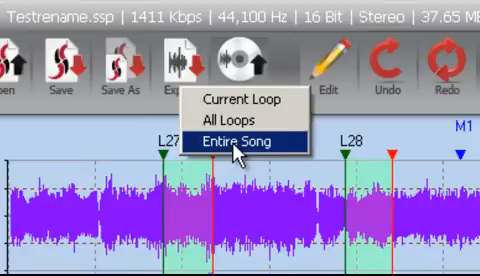 Testrename.ssp | 1411 Kbps | 44,100 Hz | 16 Bit | Stereo | 37.65 ME
pen Save Save As Exp Edit Undo Redo
Current Loop
All Loops
Entire Song
M1
L27 L28